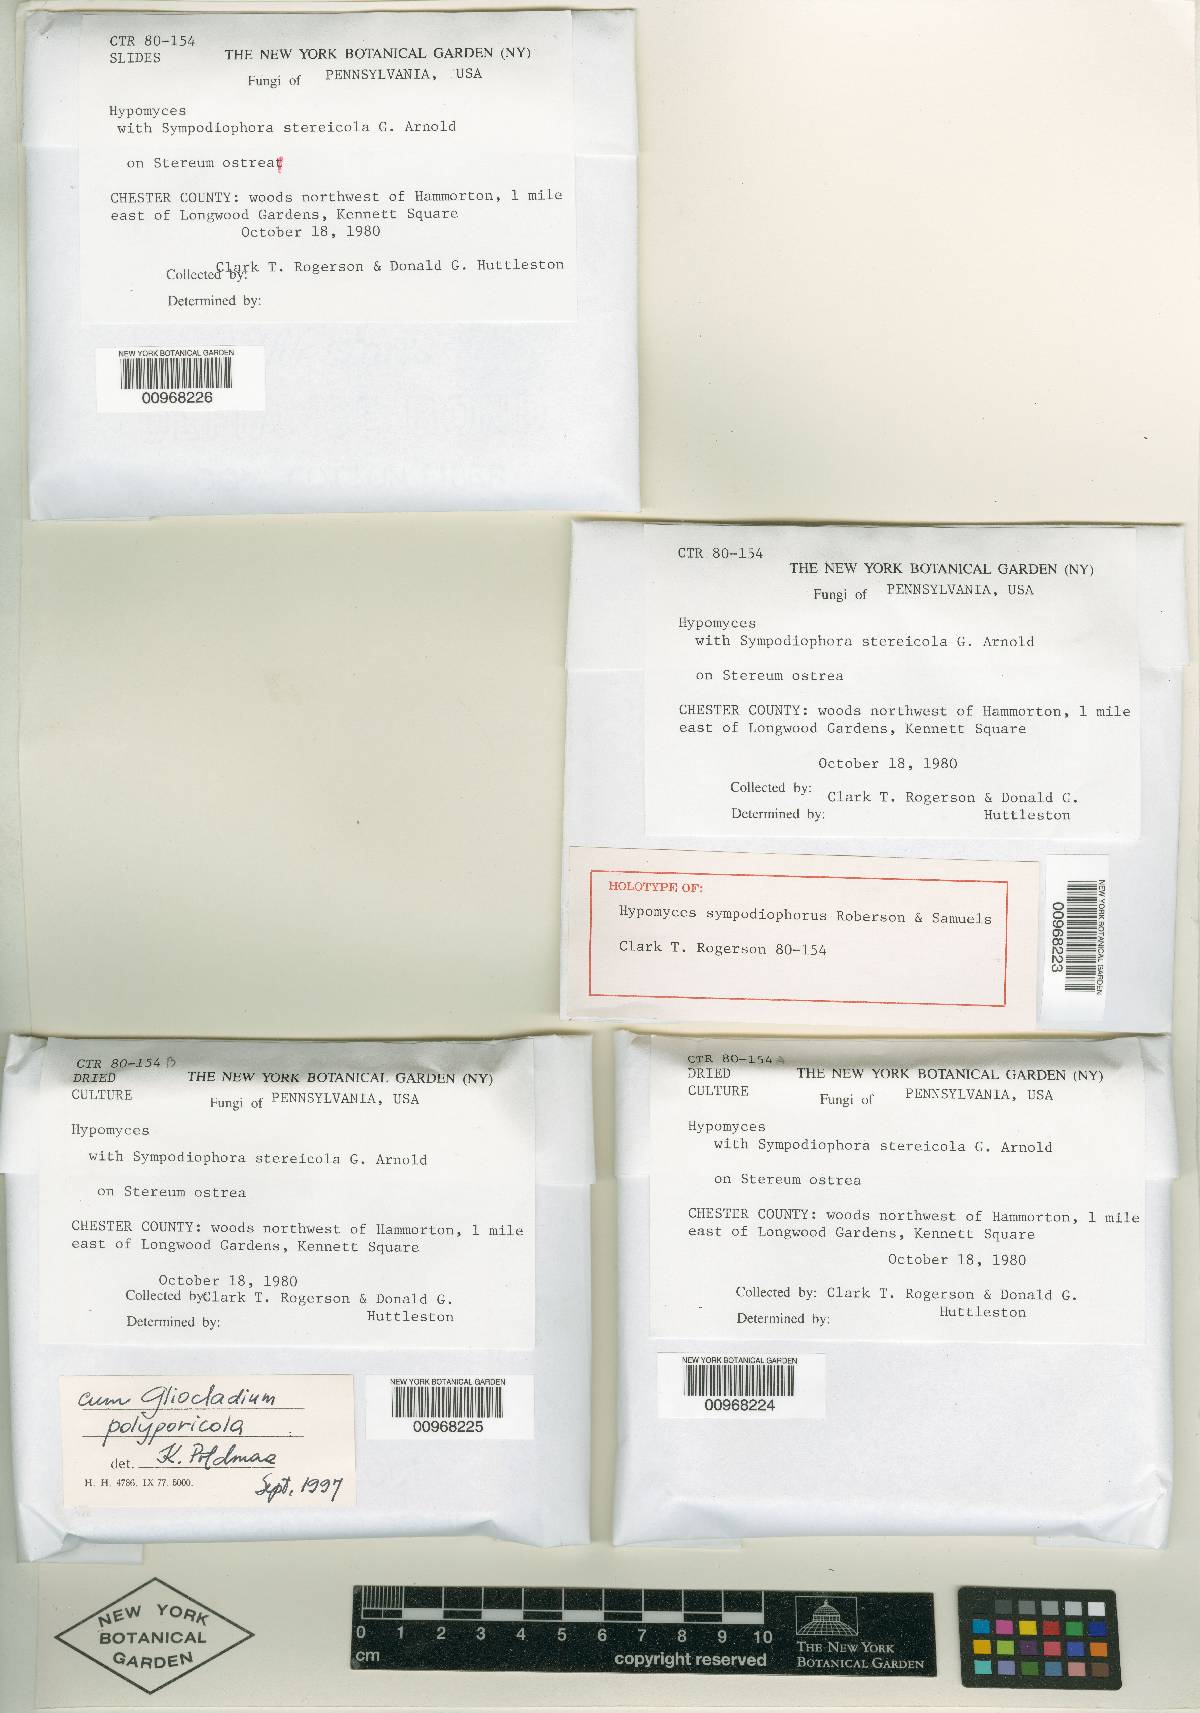 CTR 80-154
SLIDES
THE NEW YORK BOTANICAL GARDEN (NY)
Fungi of PENNSYLVANIA, USA
Hypomyces
with Sympodiophora stereicola G. Arnold
on Stereum ostrea
CHESTER COUNTY: woods northwest of Hammorton, 1 mile
east of Longwood Gardens, Kennett Square
October 18, 1980
Clark T. Rogerson & Donald G. Huttleston
Collected by:
Determined by:
NEW YORK BOTANICAL GARDEN
00968226
CTR 80-154
THE NEW YORK BOTANICAL GARDEN (NY)
Fungi of PENNSYLVANIA, USA
Hypomyces
with Sympodiophora stereicola G. Arnold
on Stereum ostrea
CHESTER COUNTY: woods northwest of Hammorton, 1 mile
east of Longwood Gardens, Kennett Square
October 18, 1980
Collected by: Clark T. Rogerson & Donald G.
Determined by: Huttleston
HOLOTYPE OF:
Hypomyces sympodiophorus Roberson & Samuels
Clark T. Rogerson 80-154
NEW YORK BOTANICAL GARDEN
00968223
CTR 80-154 B
DRIED
CULTURE
THE NEW YORK BOTANICAL GARDEN (NY)
Fungi of PENNSYLVANIA, USA
Hypomyces
with Sympodiophora stereicola G. Arnold
on Stereum ostrea
CHESTER COUNTY: woods northwest of Hammorton, 1 mile
east of Longwood Gardens, Kennett Square
October 18, 1980
Collected by: Clark T. Rogerson & Donald G.
Huttleston
Determined by:
cum Gliocladium
polyporicola
det. K. Põldmaa
H. H. 4786. IX 77. 5000.
Sept, 1997
NEW YORK BOTANICAL GARDEN
00968225
CTR 80-154 A
DRIED
CULTURE
THE NEW YORK BOTANICAL GARDEN (NY)
Fungi of PENNSYLVANIA, USA
Hypomyces
with Sympodiophora stereicola G. Arnold
on Stereum ostrea
CHESTER COUNTY: woods northwest of Hammorton, 1 mile
east of Longwood Gardens, Kennett Square
October 18, 1980
Collected by: Clark T. Rogerson & Donald G.
Huttleston
Determined by:
NEW YORK BOTANICAL GARDEN
00968224
NEW YORK
BOTANICAL
GARDEN
0 1 2 3 4 5 6 7 8 9 10
cm
copyright reserved
THE NEW YORK
BOTANICAL GARDEN